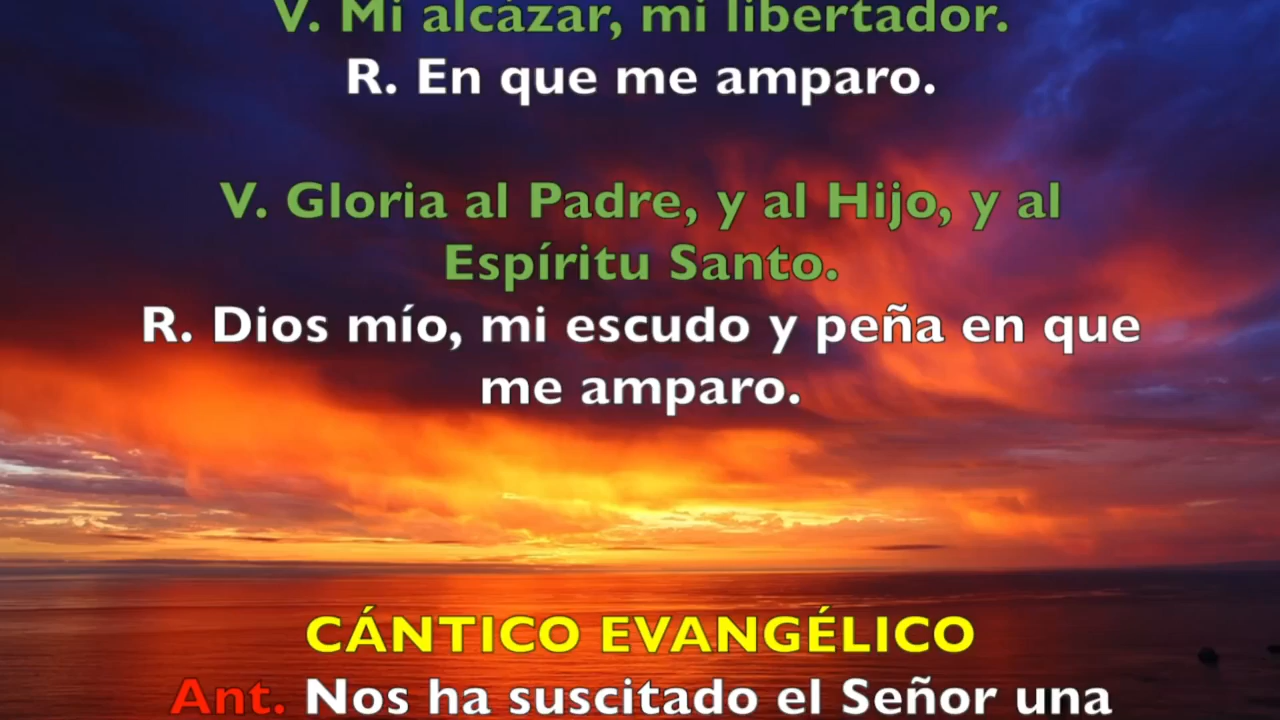 V. Mi alcázar, mi libertador.
R. En que me amparo.
V. Gloria al Padre, y al Hijo, y al
Espíritu Santo.
R. Dios mío, mi escudo y peña en que
me amparo.
CÁNTICO EVANGÉLICO
Ant. Nos ha suscitado el Señor una